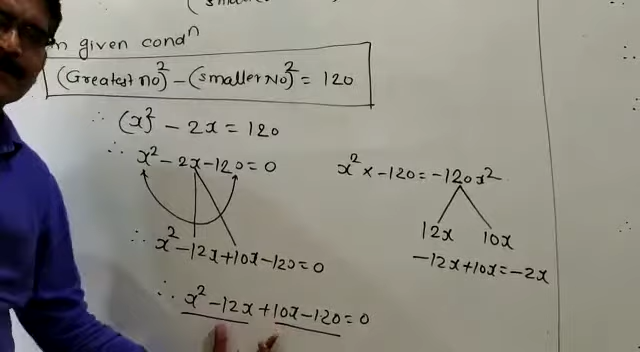 (smaller
n given condⁿ
(Greatest no)² - (smaller No)² = 120
∴ (x)² - 2x = 120
∴ x² - 2x - 120 = 0
x² × -120 = -120x²
12x 10x
-12x + 10x = -2x
∴ x² - 12x + 10x - 120 = 0
∴ x² - 12x + 10x - 120 = 0